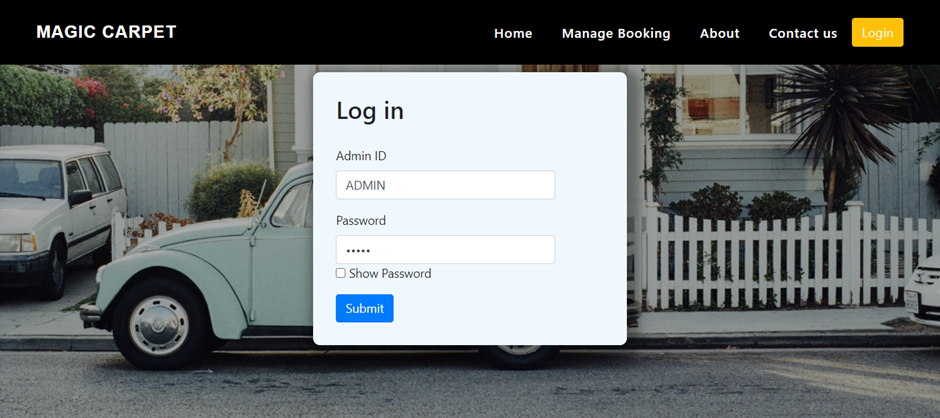 MAGIC CARPET
Home Manage Booking About Contact us Login
Log in
Admin ID
ADMIN
Password
•••••
Show Password
Submit